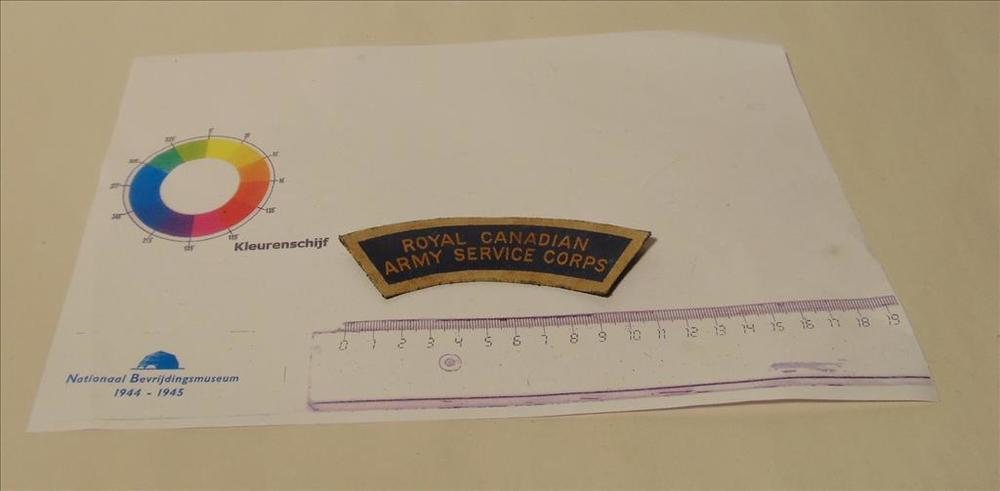 Kleurenschijf
ROYAL CANADIAN
ARMY SERVICE CORPS
0 1 2 3 4 5 6 7 8 9 10 11 12 13 14 15 16 17 18 19
Nationaal Bevrijdingsmuseum
1944 - 1945